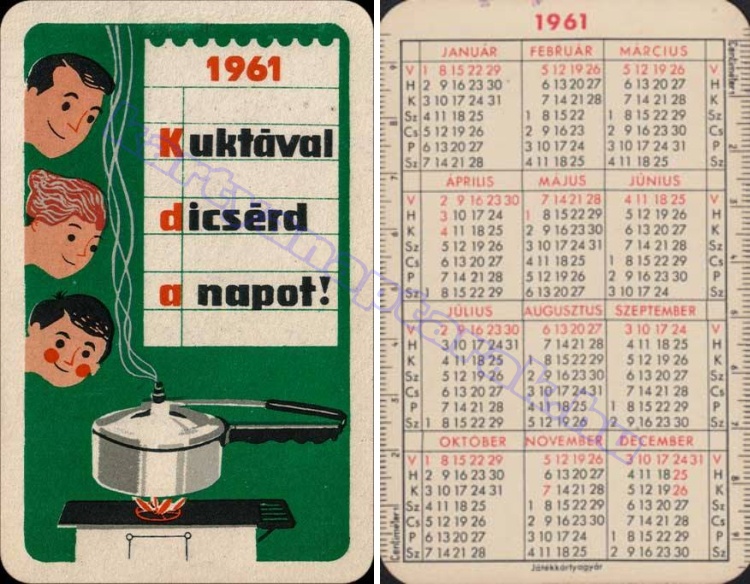 1961
Kuktával
dicsérd
a napot!
1961
JANUÁR FEBRUÁR MÁRCIUS
V 1 8 15 22 29 5 12 19 26 5 12 19 26 V
H 2 9 16 23 30 6 13 20 27 6 13 20 27 H
K 3 10 17 24 31 7 14 21 28 7 14 21 28 K
Sz 4 11 18 25 1 8 15 22 1 8 15 22 29 Sz
Cs 5 12 19 26 2 9 16 23 2 9 16 23 30 Cs
P 6 13 20 27 3 10 17 24 3 10 17 24 31 P
Sz 7 14 21 28 4 11 18 25 4 11 18 25 Sz
ÁPRILIS MÁJUS JÚNIUS
V 2 9 16 23 30 7 14 21 28 4 11 18 25 V
H 3 10 17 24 1 8 15 22 29 5 12 19 26 H
K 4 11 18 25 2 9 16 23 30 6 13 20 27 K
Sz 5 12 19 26 3 10 17 24 31 7 14 21 28 Sz
Cs 6 13 20 27 4 11 18 25 1 8 15 22 29 Cs
P 7 14 21 28 5 12 19 26 2 9 16 23 30 P
Sz 1 8 15 22 29 6 13 20 27 3 10 17 24 Sz
JÚLIUS AUGUSZTUS SZEPTEMBER
V 2 9 16 23 30 6 13 20 27 3 10 17 24 V
H 3 10 17 24 31 7 14 21 28 4 11 18 25 H
K 4 11 18 25 1 8 15 22 29 5 12 19 26 K
Sz 5 12 19 26 2 9 16 23 30 6 13 20 27 Sz
Cs 6 13 20 27 3 10 17 24 31 7 14 21 28 Cs
P 7 14 21 28 4 11 18 25 1 8 15 22 29 P
Sz 1 8 15 22 29 5 12 19 26 2 9 16 23 30 Sz
OKTÓBER NOVEMBER DECEMBER
V 1 8 15 22 29 5 12 19 26 3 10 17 24 31 V
H 2 9 16 23 30 6 13 20 27 4 11 18 25 H
K 3 10 17 24 31 7 14 21 28 5 12 19 26 K
Sz 4 11 18 25 1 8 15 22 29 6 13 20 27 Sz
Cs 5 12 19 26 2 9 16 23 30 7 14 21 28 Cs
P 6 13 20 27 3 10 17 24 1 8 15 22 29 P
Sz 7 14 21 28 4 11 18 25 2 9 16 23 30 Sz
Játékkártyagyár
Centiméter
Centiméter